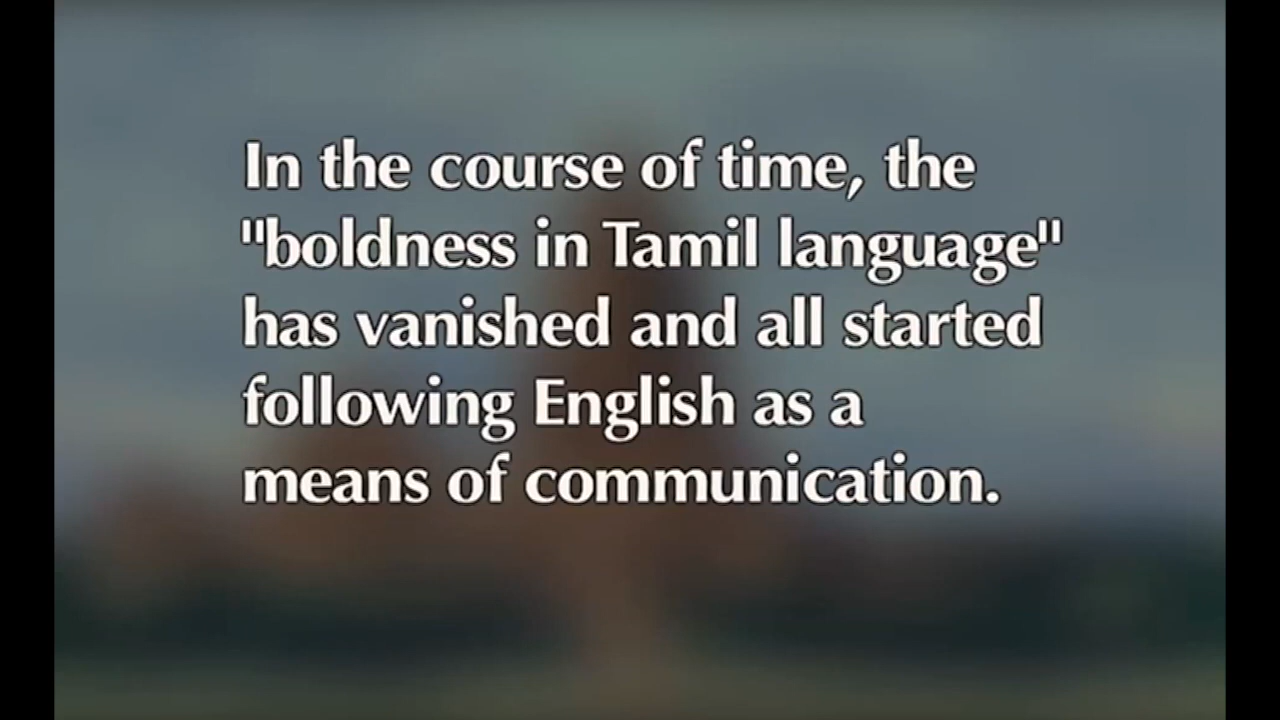 In the course of time, the
"boldness in Tamil language"
has vanished and all started
following English as a
means of communication.